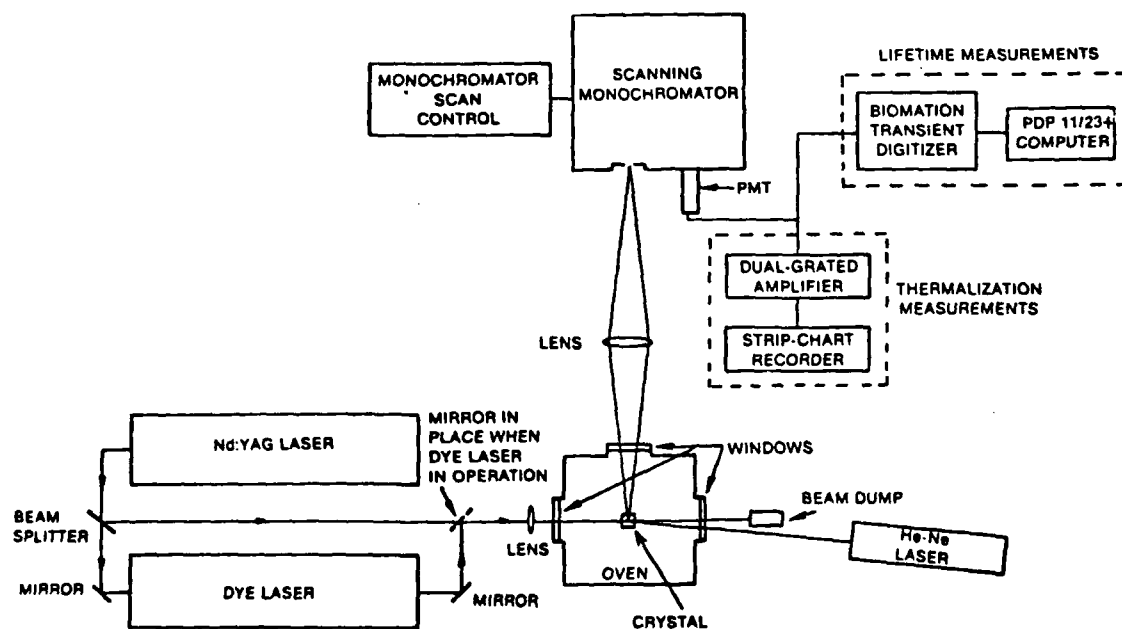 LIFETIME MEASUREMENTS
MONOCHROMATOR
SCAN
CONTROL
SCANNING
MONOCHROMATOR
BIOMATION
TRANSIENT
DIGITIZER
PDP 11/23+
COMPUTER
PMT
DUAL-GRATED
AMPLIFIER
THERMALIZATION
MEASUREMENTS
STRIP-CHART
RECORDER
LENS
MIRROR IN
PLACE WHEN
DYE LASER
IN OPERATION
Nd:YAG LASER
WINDOWS
BEAM DUMP
BEAM
SPLITTER
LENS
He-Ne
LASER
OVEN
MIRROR
DYE LASER
MIRROR
CRYSTAL